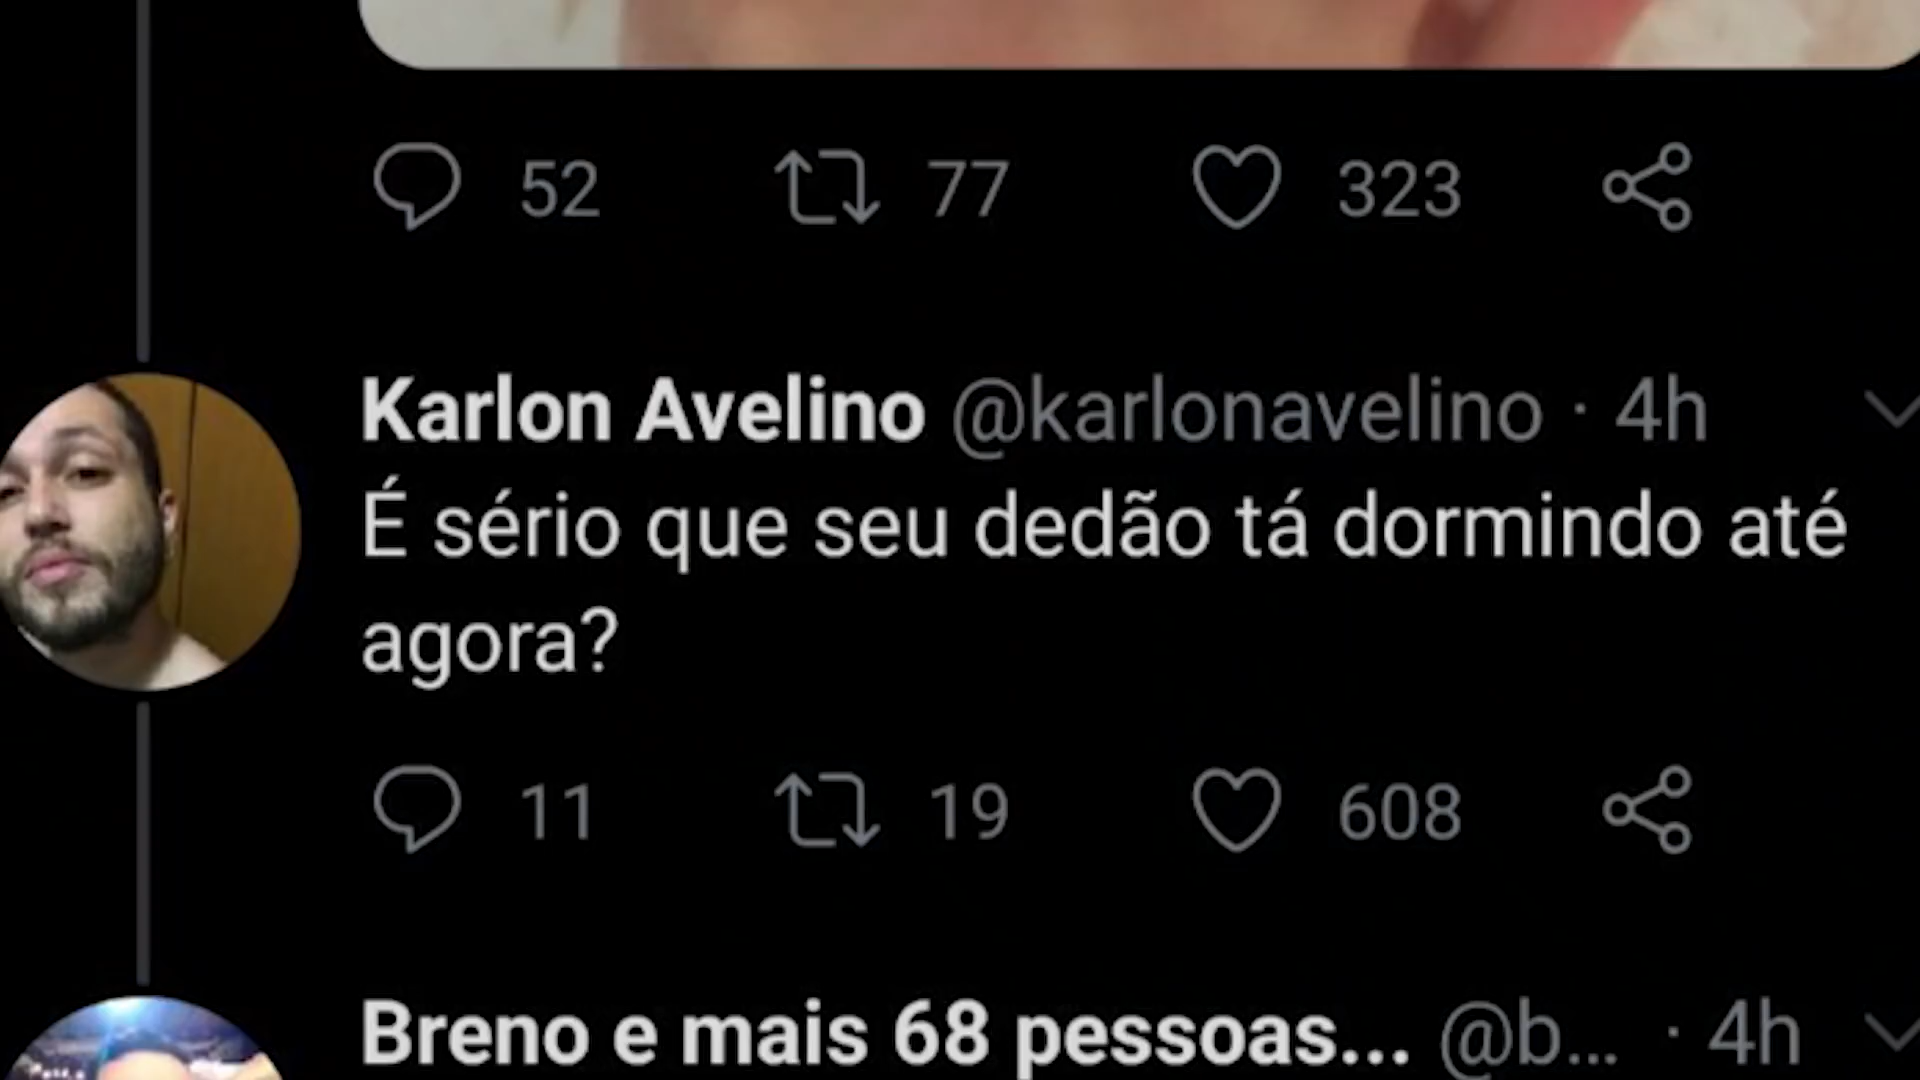 52 77 323
Karlon Avelino @karlonavelino · 4h
É sério que seu dedão tá dormindo até
agora?
11 19 608
Breno e mais 68 pessoas... @b... · 4h